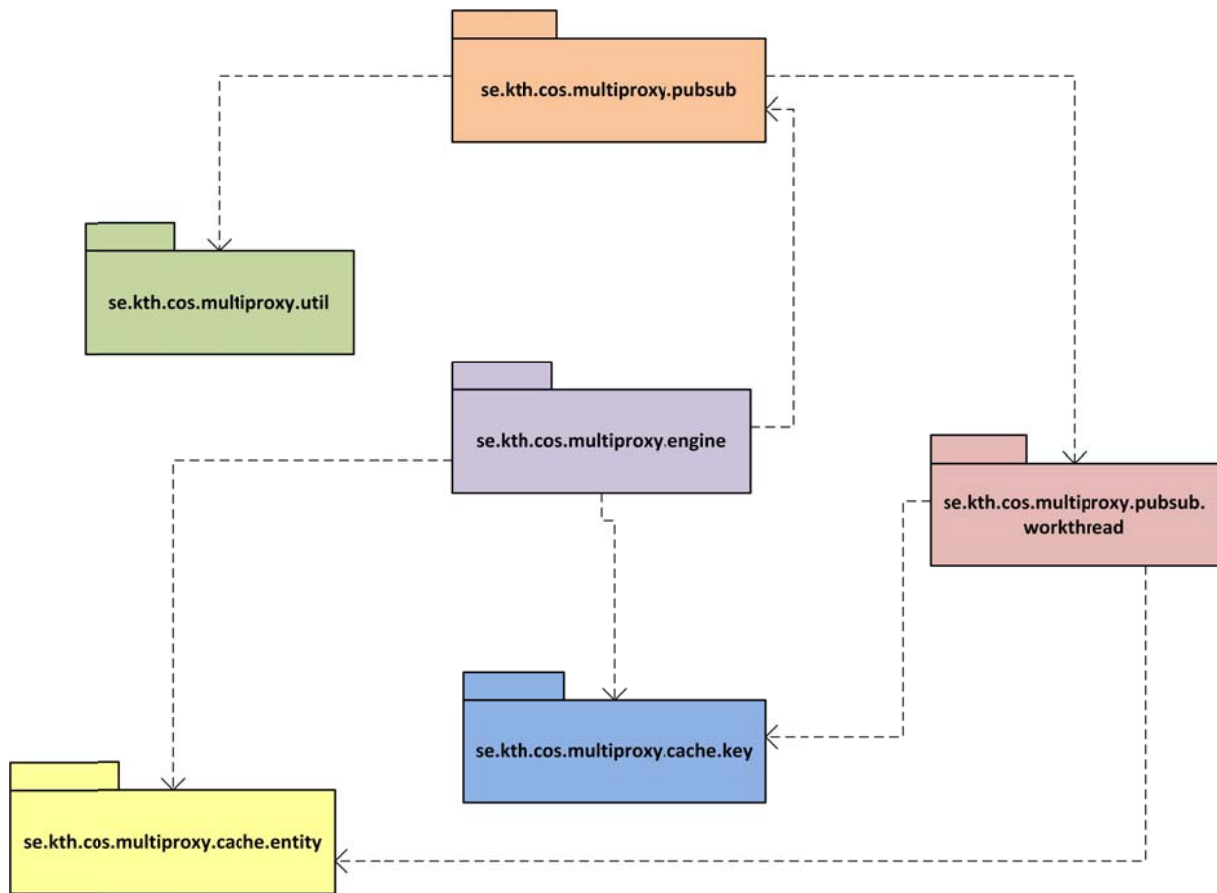 se.kth.cos.multiproxy.pubsub
se.kth.cos.multiproxy.util
se.kth.cos.multiproxy.engine
se.kth.cos.multiproxy.pubsub.
workthread
se.kth.cos.multiproxy.cache.key
se.kth.cos.multiproxy.cache.entity